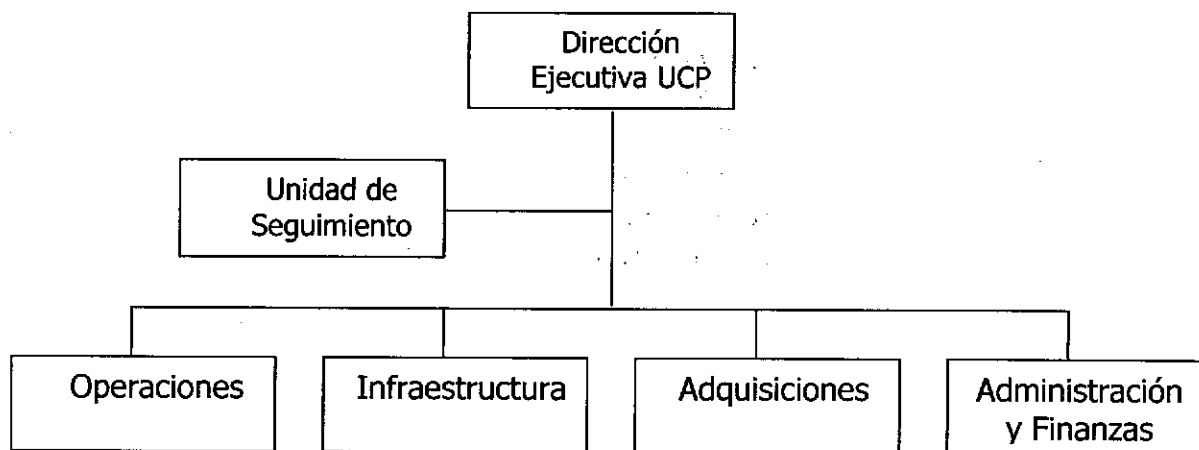 Dirección
Ejecutiva UCP
Unidad de
Seguimiento
Operaciones
Infraestructura
Adquisiciones
Administración
y Finanzas